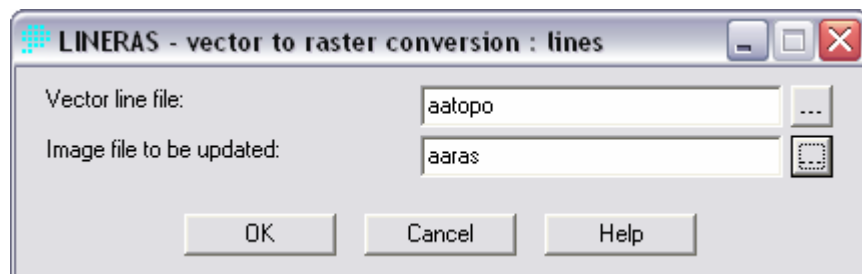 LINERAS - vector to raster conversion : lines
Vector line file: aatopo ...
Image file to be updated: aaras ...
OK Cancel Help